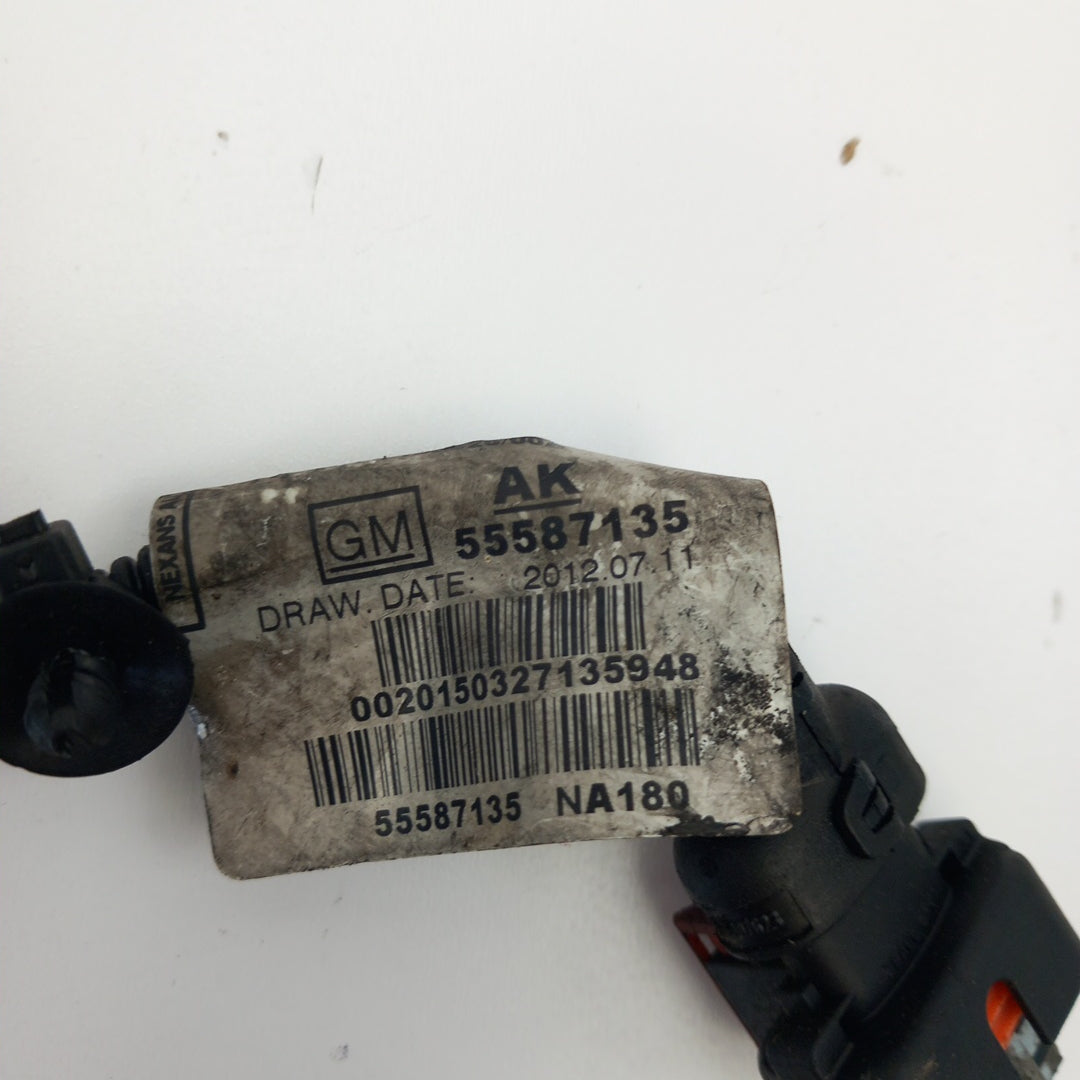 AK
GM 55587135
DRAW. DATE: 2012.07.11
0020150327135948
55587135 NA180
NEXANS